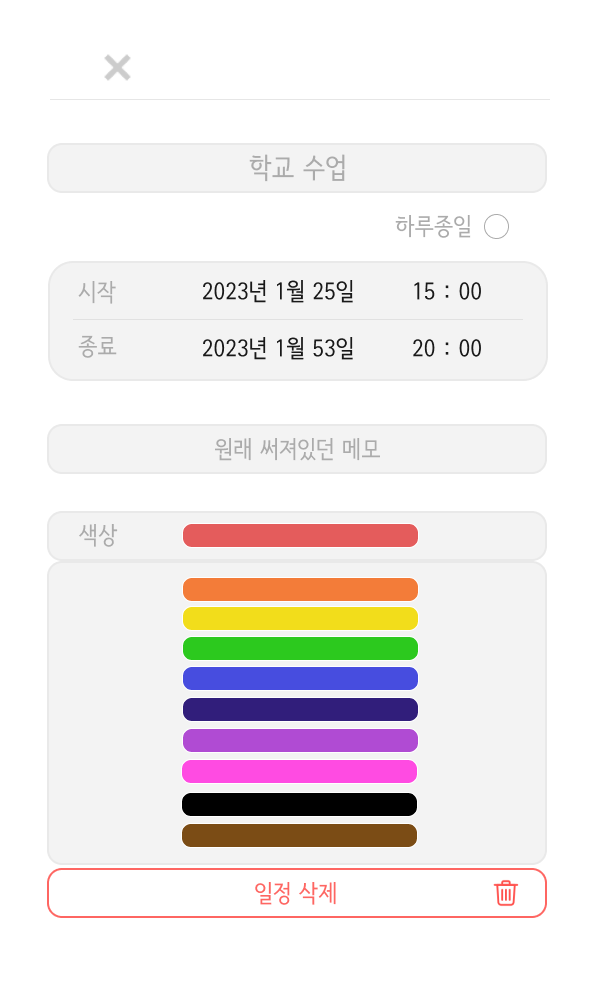 학교 수업
하루종일
시작 2023년 1월 25일 15 : 00
종료 2023년 1월 53일 20 : 00
원래 써져있던 메모
색상
일정 삭제